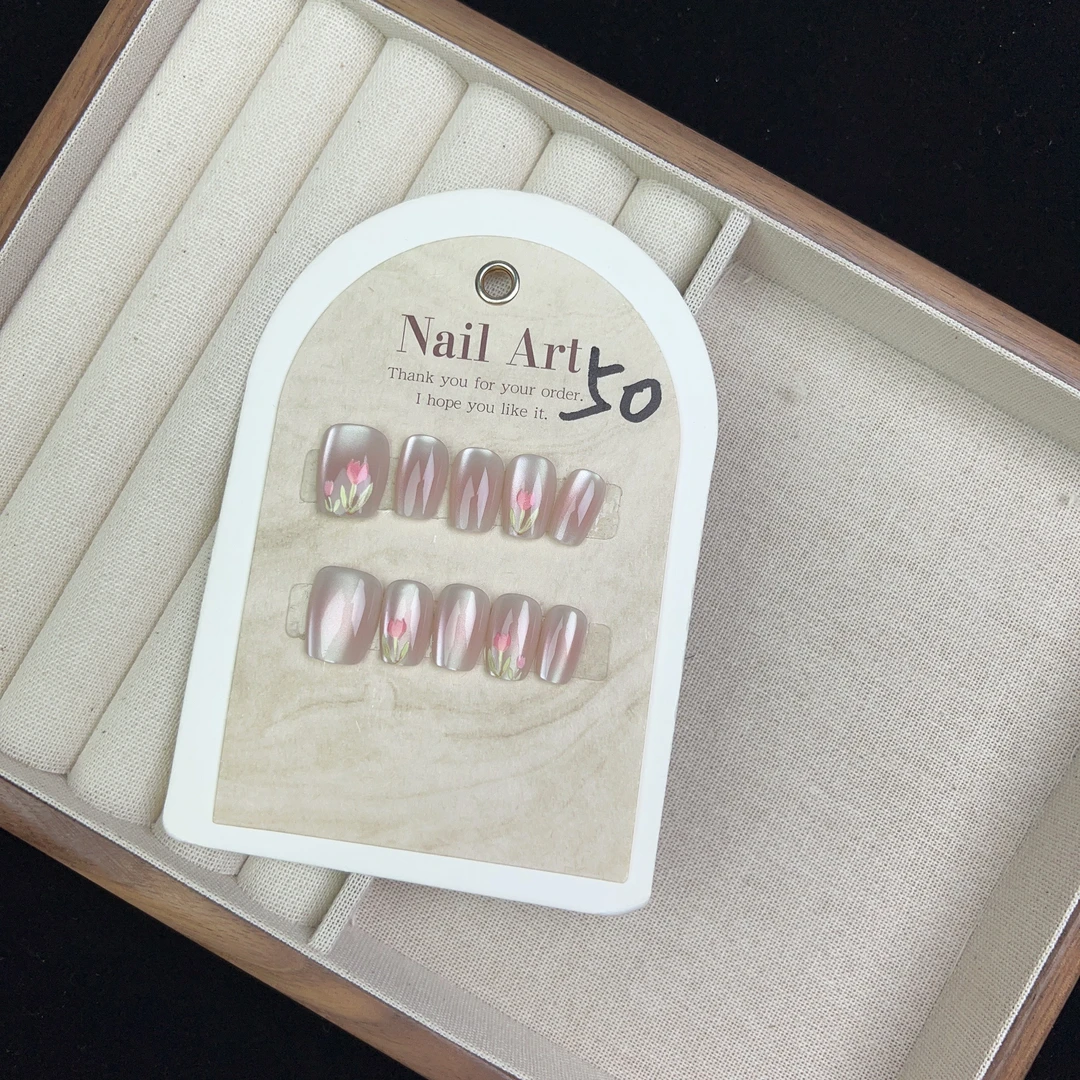 Nail Art
50
Thank you for your order.
I hope you like it.